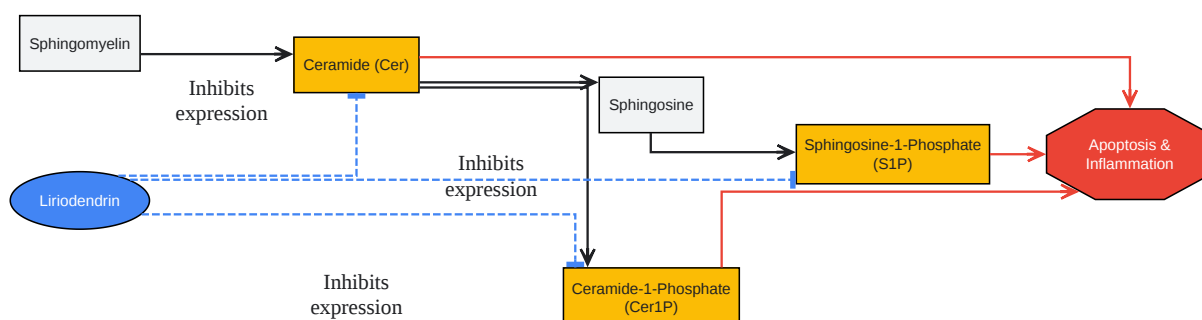 Sphingomyelin
Ceramide (Cer)
Inhibits
expression
Sphingosine
Sphingosine-1-Phosphate
(S1P)
Apoptosis &
Inflammation
Inhibits
expression
Liriodendrin
Inhibits
expression
Ceramide-1-Phosphate
(Cer1P)